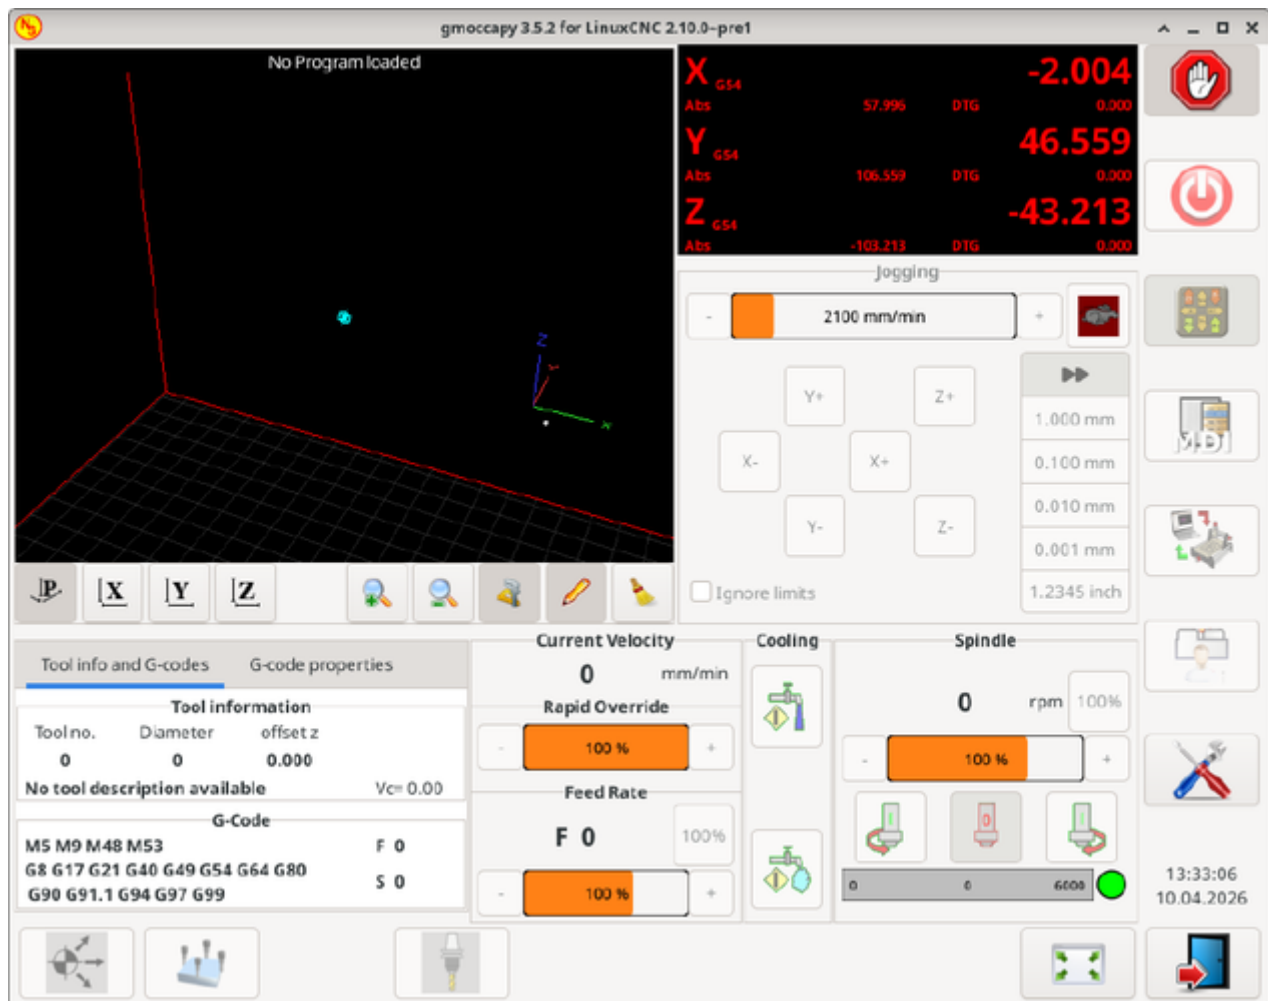 gmoccapy 3.5.2 for LinuxCNC 2.10.0~pre1
No Program loaded
Z
Y
X
X G54 -2.004
Abs 57.996 DTG 0.000
Y G54 46.559
Abs 106.559 DTG 0.000
Z G54 -43.213
Abs -103.213 DTG 0.000
Jogging
- 2100 mm/min +
Y+ Z+
1.000 mm
X- X+
0.100 mm
0.010 mm
Y- Z-
0.001 mm
Ignore limits
1.2345 inch
MDI
P X Y Z
Tool info and G-codes G-code properties
Tool information
Tool no. Diameter offset z
0 0 0.000
No tool description available Vc= 0.00
G-Code
M5 M9 M48 M53
G8 G17 G21 G40 G49 G54 G64 G80
G90 G91.1 G94 G97 G99
F 0
S 0
Current Velocity
0 mm/min
Rapid Override
- 100 % +
Feed Rate
F 0 100%
- 100 % +
Cooling
Spindle
0 rpm 100%
- 100 % +
0 0 6000
13:33:06
10.04.2026